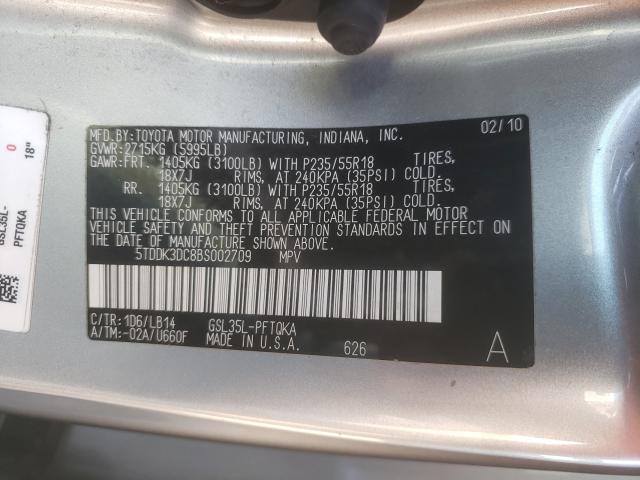 MFD.BY:TOYOTA MOTOR MANUFACTURING, INDIANA, INC. 02/10
GVWR:2715KG (5995LB)
GAWR:FRT. 1405KG (3100LB) WITH P235/55R18 TIRES,
18X7J RIMS, AT 240KPA (35PSI) COLD.
RR. 1405KG (3100LB) WITH P235/55R18 TIRES,
18X7J RIMS, AT 240KPA (35PSI) COLD.
THIS VEHICLE CONFORMS TO ALL APPLICABLE FEDERAL MOTOR
VEHICLE SAFETY AND THEFT PREVENTION STANDARDS IN
EFFECT ON THE DATE OF MANUFACTURE SHOWN ABOVE.
5TDDK3DC8BS002709 MPV
C/TR:1D6/LB14 GSL35L-PFTQKA
A/TM:-02A/U660F MADE IN U.S.A. 626 A
GSL35L-
PFTQKA
0
18"